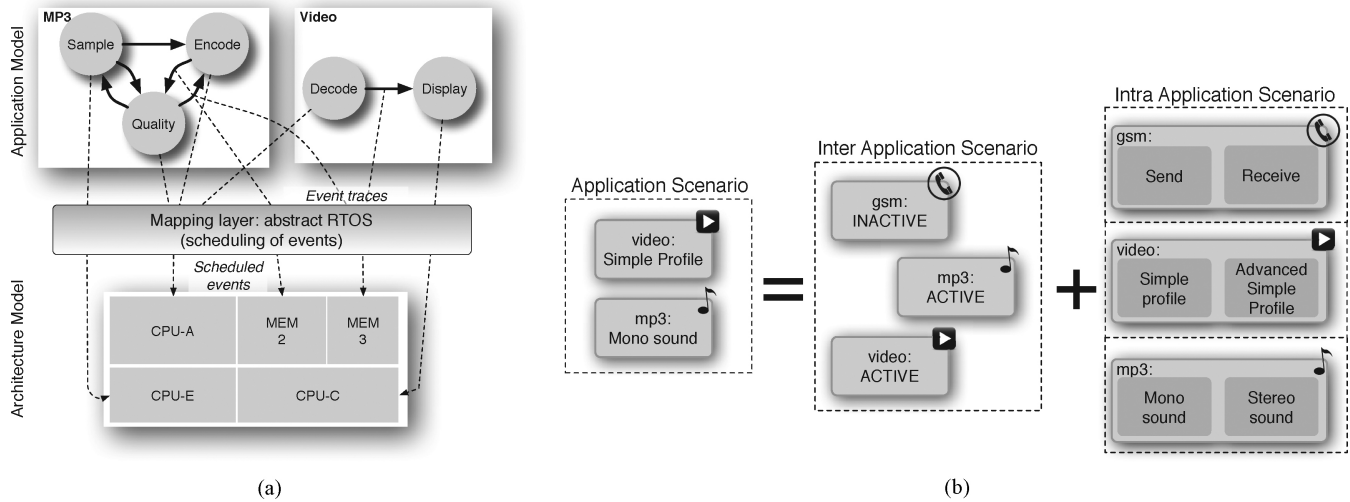 Application Model
MP3
Sample
Encode
Quality
Video
Decode
Display
Event traces
Mapping layer: abstract RTOS
(scheduling of events)
Scheduled
events
Architecture Model
CPU-A
MEM
2
MEM
3
CPU-E
CPU-C
(a)
Application Scenario
video:
Simple Profile
mp3:
Mono sound
=
Inter Application Scenario
gsm:
INACTIVE
mp3:
ACTIVE
video:
ACTIVE
+
Intra Application Scenario
gsm:
Send
Receive
video:
Simple
profile
Advanced
Simple
Profile
mp3:
Mono
sound
Stereo
sound
(b)